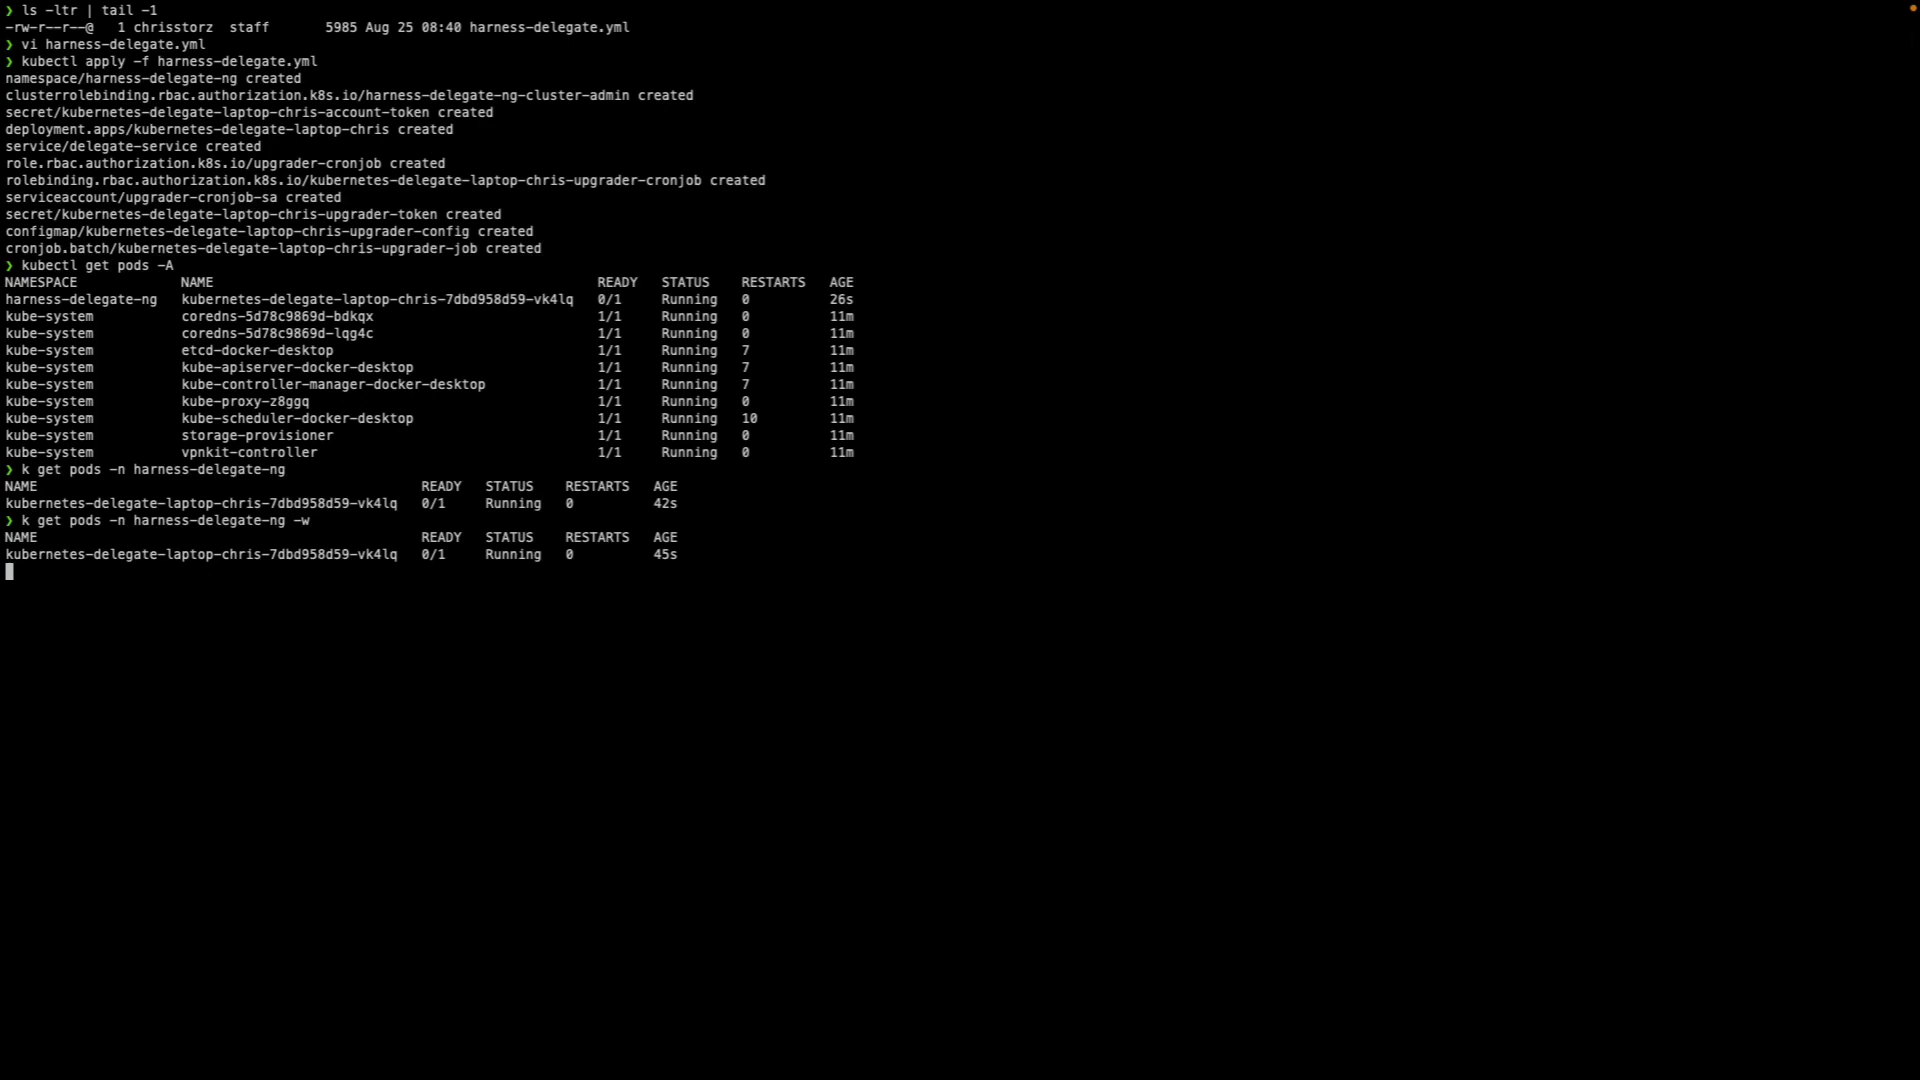 ❯ ls -ltr | tail -1
-rw-r--r--@   1 chrisstorz  staff       5985 Aug 25 08:40 harness-delegate.yml
❯ vi harness-delegate.yml
❯ kubectl apply -f harness-delegate.yml
namespace/harness-delegate-ng created
clusterrolebinding.rbac.authorization.k8s.io/harness-delegate-ng-cluster-admin created
secret/kubernetes-delegate-laptop-chris-account-token created
deployment.apps/kubernetes-delegate-laptop-chris created
service/delegate-service created
role.rbac.authorization.k8s.io/upgrader-cronjob created
rolebinding.rbac.authorization.k8s.io/kubernetes-delegate-laptop-chris-upgrader-cronjob created
serviceaccount/upgrader-cronjob-sa created
secret/kubernetes-delegate-laptop-chris-upgrader-token created
configmap/kubernetes-delegate-laptop-chris-upgrader-config created
cronjob.batch/kubernetes-delegate-laptop-chris-upgrader-job created
❯ kubectl get pods -A
NAMESPACE             NAME                                                READY   STATUS    RESTARTS   AGE
harness-delegate-ng   kubernetes-delegate-laptop-chris-7dbd958d59-vk4lq   0/1     Running   0          26s
kube-system           coredns-5d78c9869d-bdkqx                            1/1     Running   0          11m
kube-system           coredns-5d78c9869d-lqg4c                            1/1     Running   0          11m
kube-system           etcd-docker-desktop                                 1/1     Running   7          11m
kube-system           kube-apiserver-docker-desktop                       1/1     Running   7          11m
kube-system           kube-controller-manager-docker-desktop              1/1     Running   7          11m
kube-system           kube-proxy-z8ggq                                    1/1     Running   0          11m
kube-system           kube-scheduler-docker-desktop                       1/1     Running   10         11m
kube-system           storage-provisioner                                 1/1     Running   0          11m
kube-system           vpnkit-controller                                   1/1     Running   0          11m
❯ k get pods -n harness-delegate-ng
NAME                                                READY   STATUS    RESTARTS   AGE
kubernetes-delegate-laptop-chris-7dbd958d59-vk4lq   0/1     Running   0          42s
❯ k get pods -n harness-delegate-ng -w
NAME                                                READY   STATUS    RESTARTS   AGE
kubernetes-delegate-laptop-chris-7dbd958d59-vk4lq   0/1     Running   0          45s